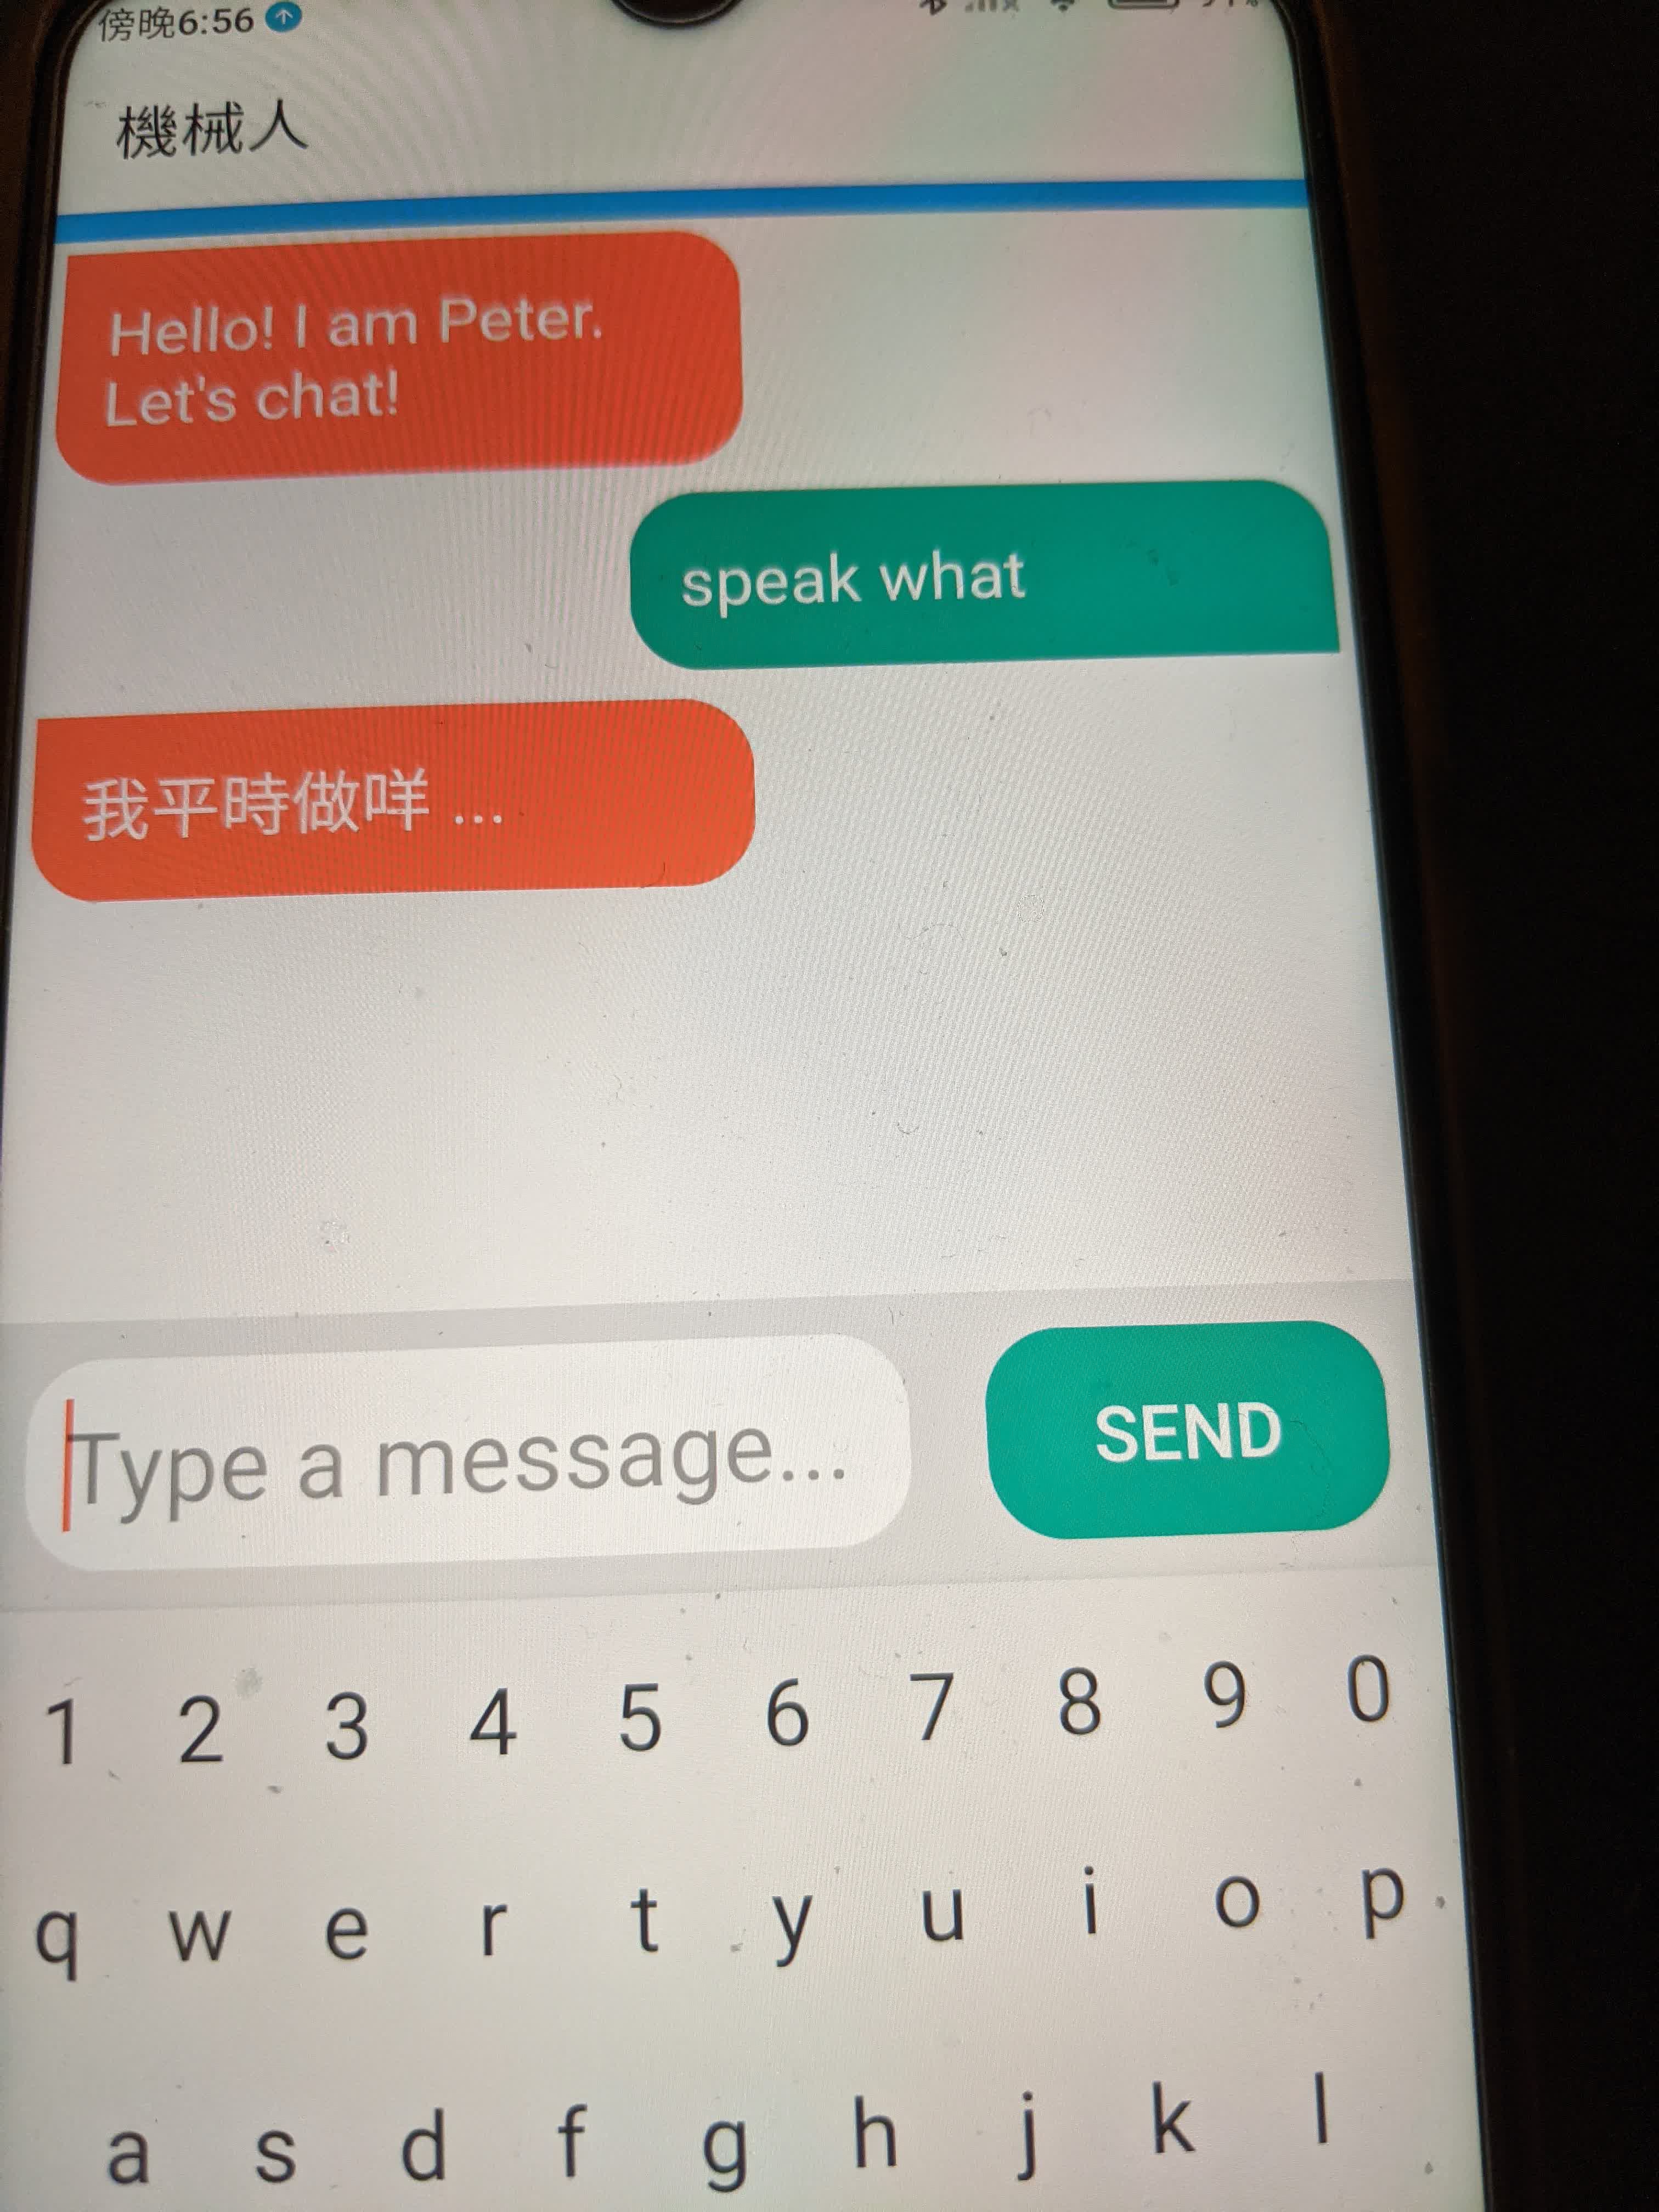 傍晚6:56
機械人
Hello! I am Peter.
Let's chat!
speak what
我平時做咩 ...
Type a message...
SEND
1 2 3 4 5 6 7 8 9 0
q w e r t y u i o p
a s d f g h j k l